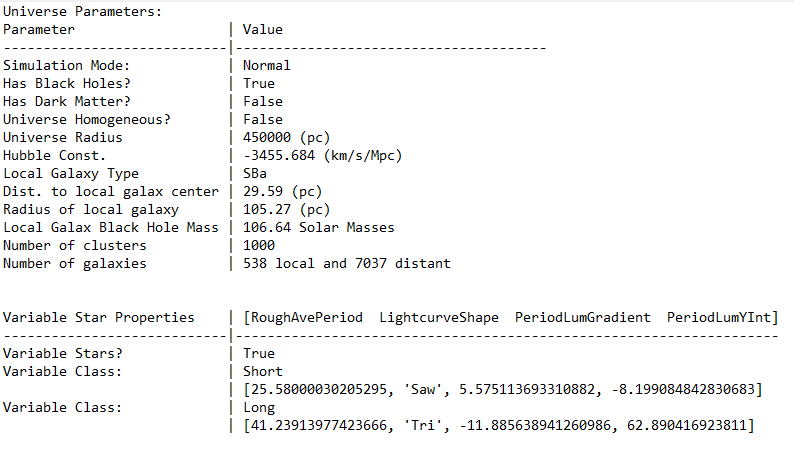 Universe Parameters:
Parameter | Value
----------------------------|---------------------------------------
Simulation Mode: | Normal
Has Black Holes? | True
Has Dark Matter? | False
Universe Homogeneous? | False
Universe Radius | 450000 (pc)
Hubble Const. | -3455.684 (km/s/Mpc)
Local Galaxy Type | SBa
Dist. to local galax center | 29.59 (pc)
Radius of local galaxy | 105.27 (pc)
Local Galax Black Hole Mass | 106.64 Solar Masses
Number of clusters | 1000
Number of galaxies | 538 local and 7037 distant
Variable Star Properties | [RoughAvePeriod  LightcurveShape  PeriodLumGradient  PeriodLumYInt]
----------------------------|--------------------------------------------------------------------
Variable Stars? | True
Variable Class: | Short
| [25.58000030205295, 'Saw', 5.575113693310882, -8.199084842830683]
Variable Class: | Long
| [41.23913977423666, 'Tri', -11.885638941260986, 62.890416923811]